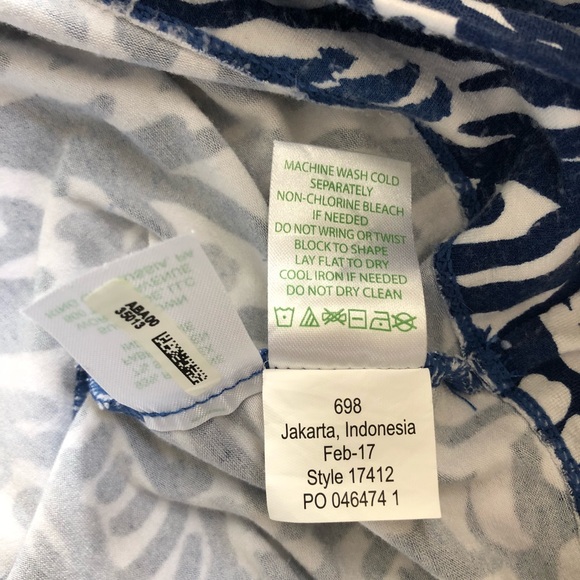 MACHINE WASH COLD
SEPARATELY
NON-CHLORINE BLEACH
IF NEEDED
DO NOT WRING OR TWIST
BLOCK TO SHAPE
LAY FLAT TO DRY
COOL IRON IF NEEDED
DO NOT DRY CLEAN
ABA00
35013
698
Jakarta, Indonesia
Feb-17
Style 17412
PO 046474 1